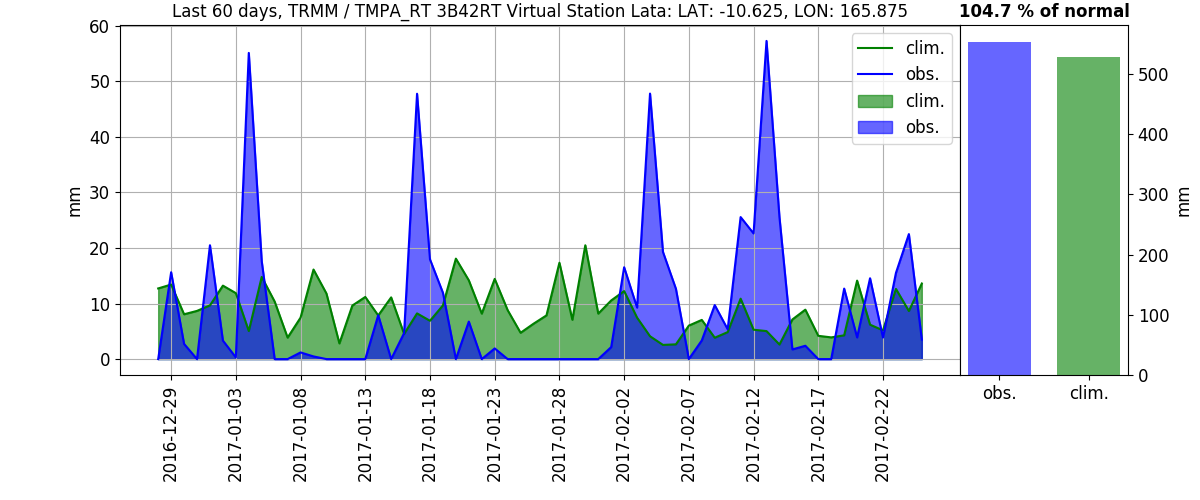 Last 60 days, TRMM / TMPA_RT 3B42RT Virtual Station Lata: LAT: -10.625, LON: 165.875
104.7 % of normal
60
50
40
30
20
10
0
mm
clim.
obs.
clim.
obs.
2016-12-29
2017-01-03
2017-01-08
2017-01-13
2017-01-18
2017-01-23
2017-01-28
2017-02-02
2017-02-07
2017-02-12
2017-02-17
2017-02-22
500
400
300
200
100
0
mm
obs.
clim.